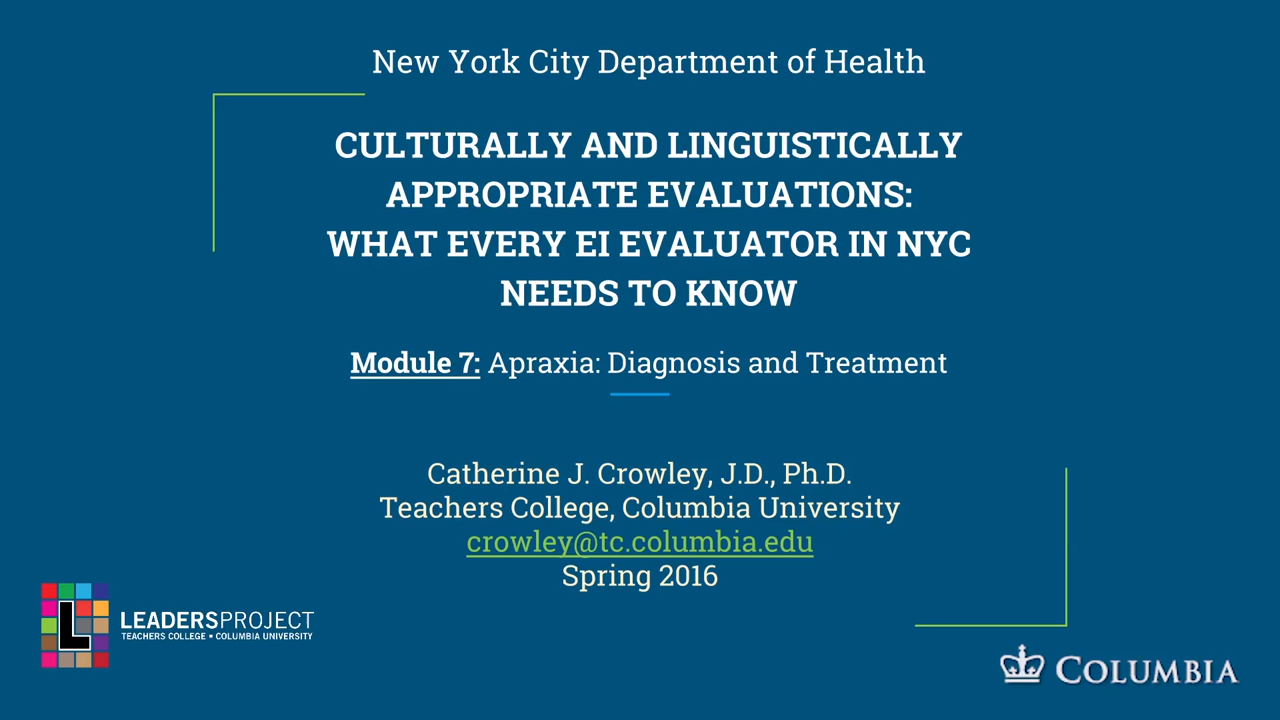 New York City Department of Health
CULTURALLY AND LINGUISTICALLY
APPROPRIATE EVALUATIONS:
WHAT EVERY EI EVALUATOR IN NYC
NEEDS TO KNOW
Module 7: Apraxia: Diagnosis and Treatment
Catherine J. Crowley, J.D., Ph.D.
Teachers College, Columbia University
crowley@tc.columbia.edu
Spring 2016
L
LEADERSPROJECT
TEACHERS COLLEGE ▪ COLUMBIA UNIVERSITY
COLUMBIA